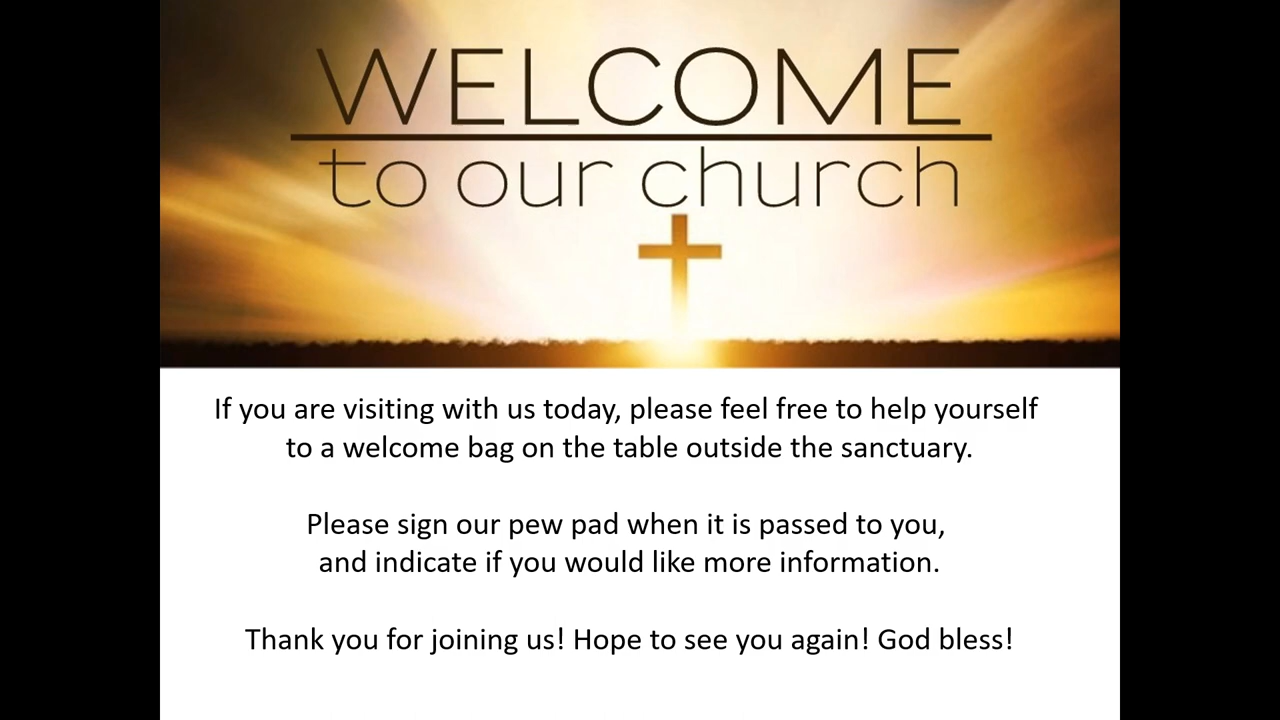 WELCOME
to our church
If you are visiting with us today, please feel free to help yourself
to a welcome bag on the table outside the sanctuary.
Please sign our pew pad when it is passed to you,
and indicate if you would like more information.
Thank you for joining us! Hope to see you again! God bless!